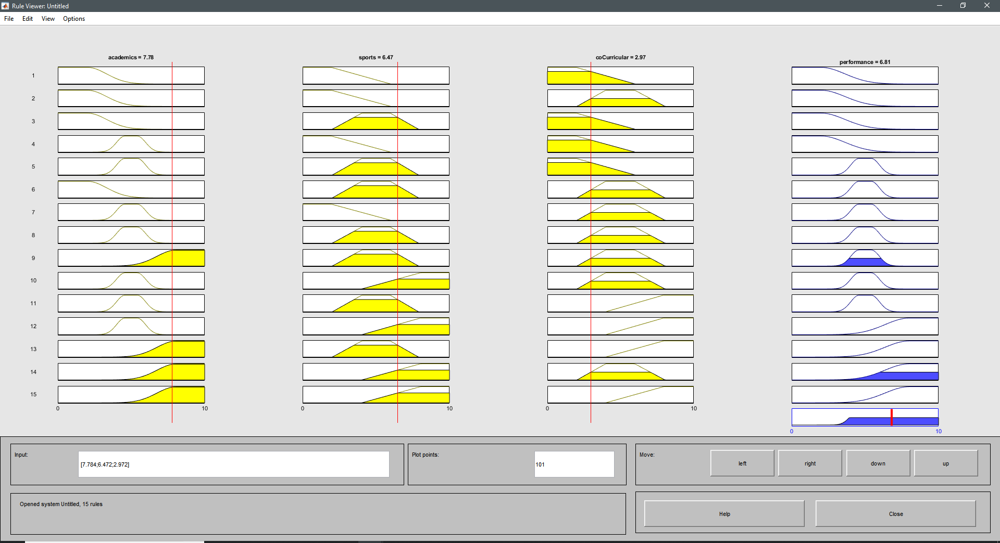 Rule Viewer: Untitled
File Edit View Options
academics = 7.78
sports = 6.47
coCurricular = 2.97
performance = 6.81
1
2
3
4
5
6
7
8
9
10
11
12
13
14
15
0 10
0 10
0 10
0 10
Input:
[7.784;6.472;2.972]
Plot points:
101
Move:
left
right
down
up
Opened system Untitled, 15 rules
Help
Close